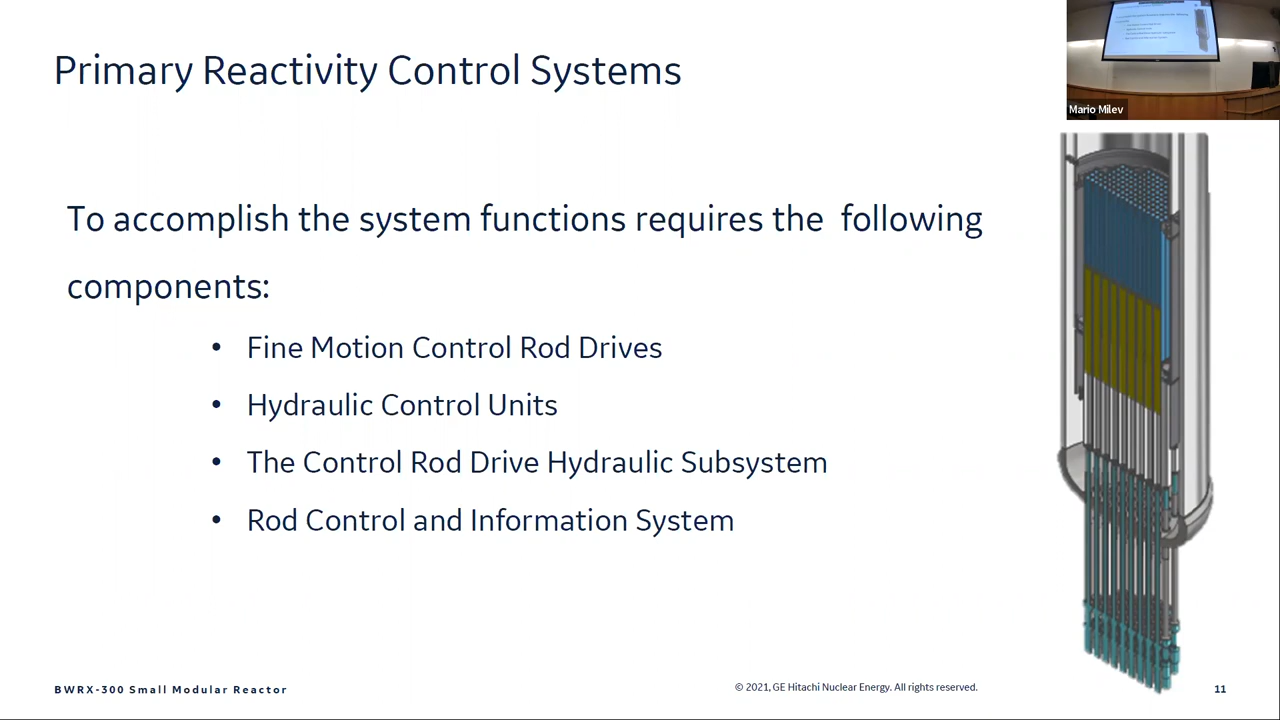 Primary Reactivity Control Systems
Mario Milev
To accomplish the system functions requires the following
components:
• Fine Motion Control Rod Drives
• Hydraulic Control Units
• The Control Rod Drive Hydraulic Subsystem
• Rod Control and Information System
BWRX-300 Small Modular Reactor
© 2021, GE Hitachi Nuclear Energy. All rights reserved.
11